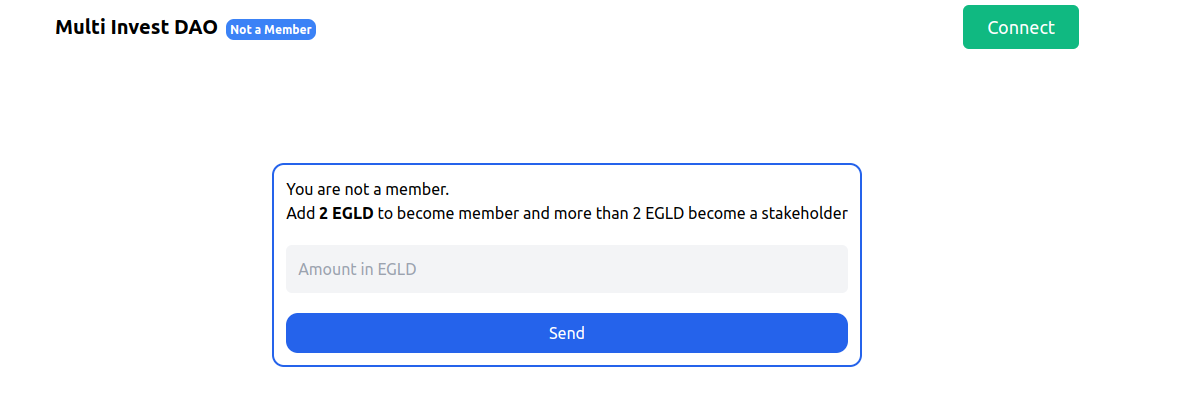 Multi Invest DAO Not a Member
Connect
You are not a member.
Add 2 EGLD to become member and more than 2 EGLD become a stakeholder
Amount in EGLD
Send